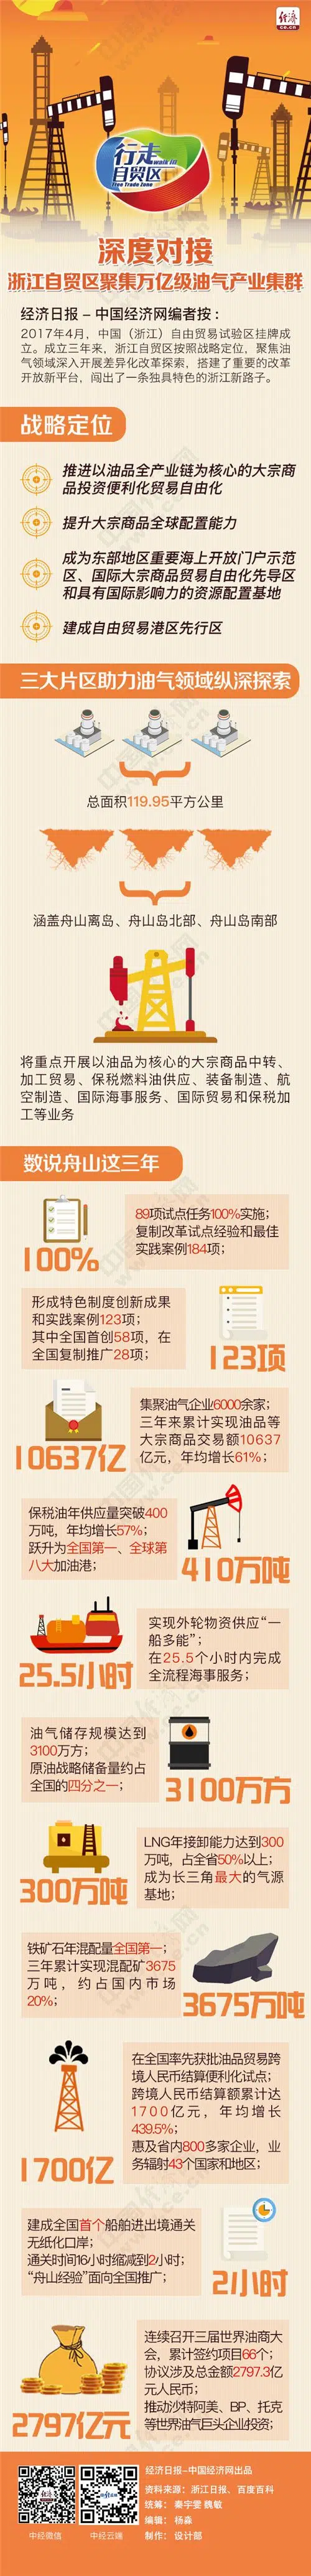 经济
ce.cn
行走
walk in
自贸区
Free Trade Zone
深度对接
浙江自贸区聚集万亿级油气产业集群
经济日报－中国经济网编者按：
2017年4月，中国（浙江）自由贸易试验区挂牌成
立。成立三年来，浙江自贸区按照战略定位，聚焦油
气领域深入开展差异化改革探索，搭建了重要的改革
开放新平台，闯出了一条独具特色的浙江新路子。
战略定位
推进以油品全产业链为核心的大宗商
品投资便利化贸易自由化
提升大宗商品全球配置能力
成为东部地区重要海上开放门户示范
区、国际大宗商品贸易自由化先导区
和具有国际影响力的资源配置基地
建成自由贸易港区先行区
三大片区助力油气领域纵深探索
总面积119.95平方公里
涵盖舟山离岛、舟山岛北部、舟山岛南部
将重点开展以油品为核心的大宗商品中转、
加工贸易、保税燃料油供应、装备制造、航
空制造、国际海事服务、国际贸易和保税加
工等业务
数说舟山这三年
100%
89项试点任务100%实施；
复制改革试点经验和最佳
实践案例184项；
形成特色制度创新成果
和实践案例123项；
其中全国首创58项，在
全国复制推广28项；
123项
10637亿
集聚油气企业6000余家；
三年来累计实现油品等
大宗商品交易额10637
亿元，年均增长61%；
保税油年供应量突破400
万吨，年均增长57%；
跃升为全国第一、全球第
八大加油港；
410万吨
25.5小时
实现外轮物资供应“一
船多能”；
在25.5个小时内完成
全流程海事服务；
油气储存规模达到
3100万方；
原油战略储备量约占
全国的四分之一；
3100万方
300万吨
LNG年接卸能力达到300
万吨，占全省50%以上；
成为长三角最大的气源
基地；
铁矿石年混配量全国第一；
三年累计实现混配矿3675
万吨，约占国内市场
20%；
3675万吨
1700亿
在全国率先获批油品贸易跨
境人民币结算便利化试点；
跨境人民币结算额累计达
1700亿元，年均增长
439.5%；
惠及省内800多家企业，业
务辐射43个国家和地区；
建成全国首个船舶进出境通关
无纸化口岸；
通关时间16小时缩减到2小时；
“舟山经验”面向全国推广；
2小时
2797亿元
连续召开三届世界油商大
会，累计签约项目66个；
协议涉及总金额2797.3亿
元人民币；
推动沙特阿美、BP、托克
等世界油气巨头企业投资；
中经微信
中经云端
经济日报-中国经济网出品
资料来源：浙江日报、百度百科
统筹：秦宇雯 魏敏
编辑：杨淼
制作：设计部